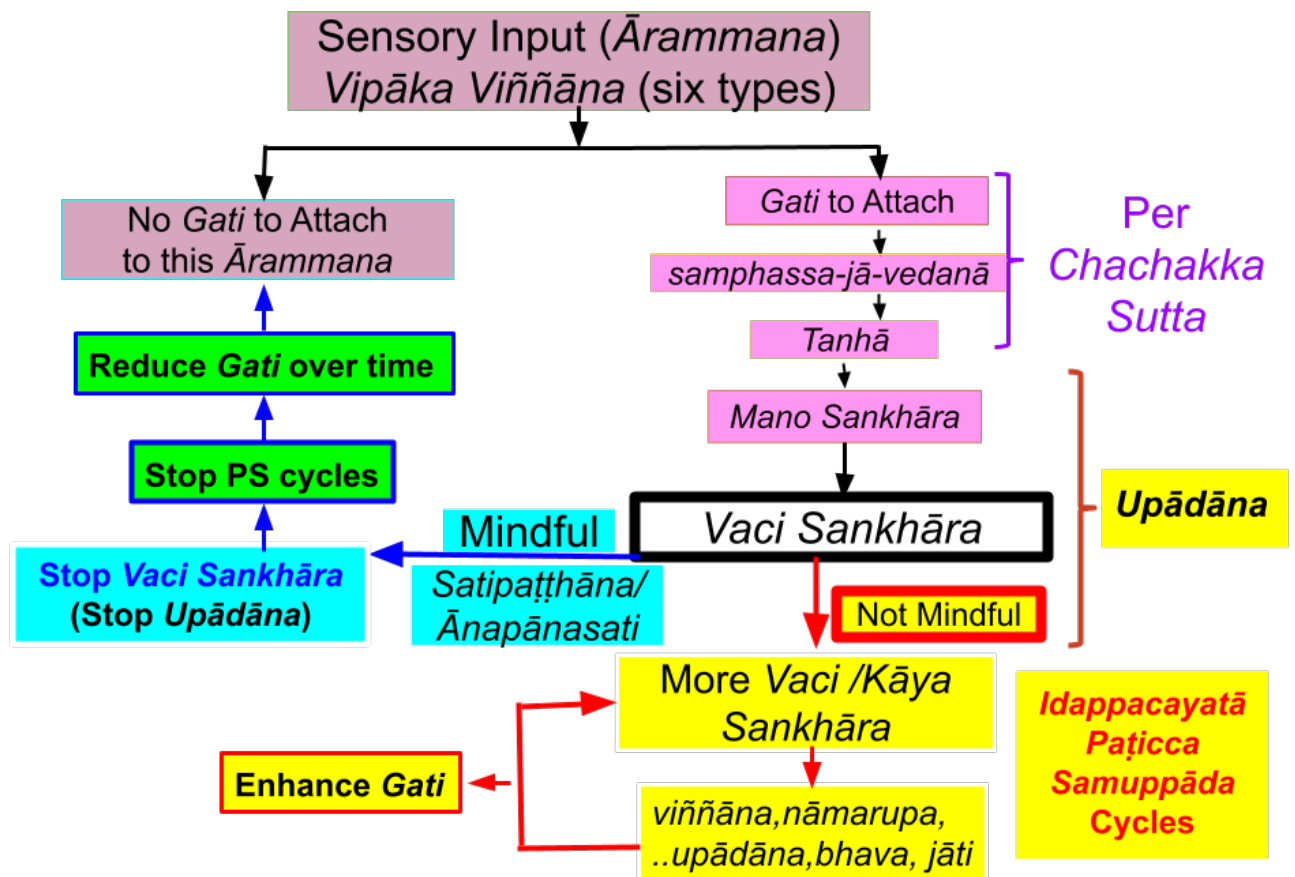 Sensory Input (Ārammana)
Vipāka Viññāna (six types)
No Gati to Attach
to this Ārammana
Gati to Attach
samphassa-jā-vedanā
Tanhā
Per
Chachakka
Sutta
Reduce Gati over time
Mano Sankhāra
Stop PS cycles
Vaci Sankhāra
Upādāna
Mindful
Satipaṭṭhāna/
Ānapānasati
Stop Vaci Sankhāra
(Stop Upādāna)
Not Mindful
More Vaci /Kāya
Sankhāra
Idappacayatā
Paṭicca
Samuppāda
Cycles
Enhance Gati
viññāna,nāmarupa,
..upādāna,bhava, jāti